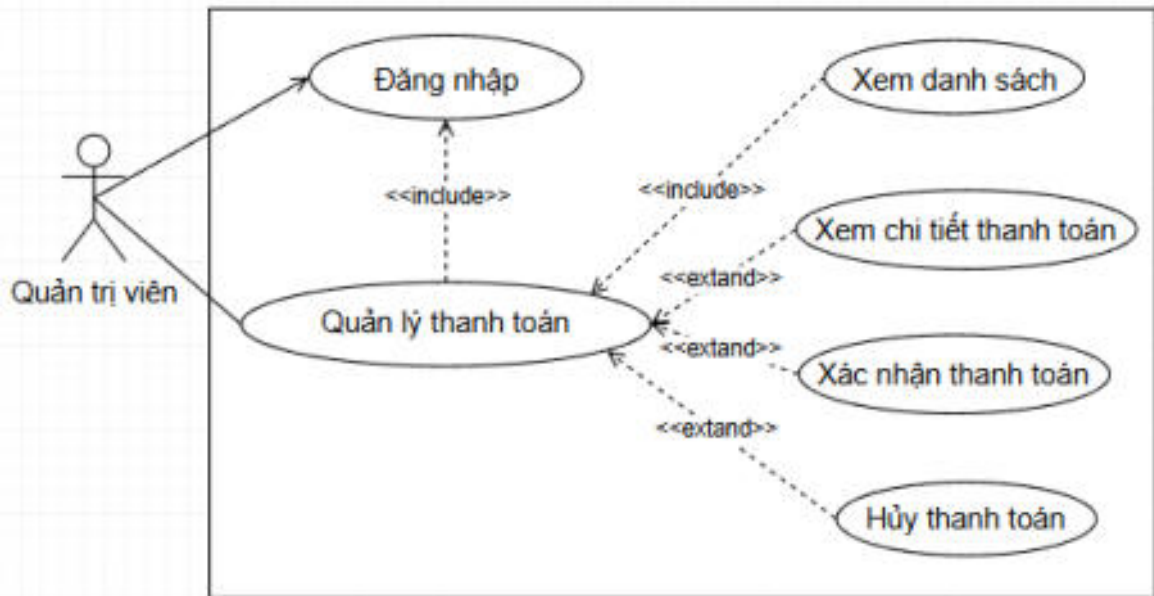 Đăng nhập
Xem danh sách
<<include>>
<<include>>
Xem chi tiết thanh toán
<<extand>>
Quản trị viên
Quản lý thanh toán
<<extand>>
Xác nhận thanh toán
<<extand>>
Hủy thanh toán